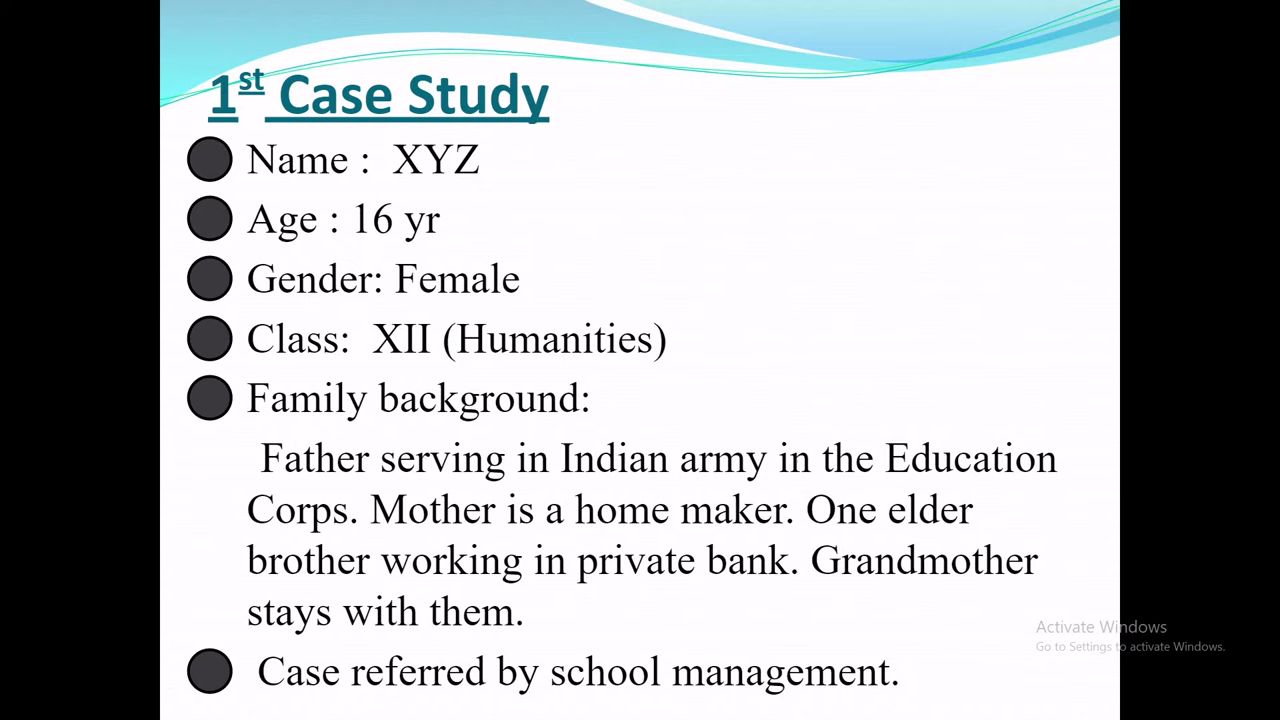 1st Case Study
Name :  XYZ
Age : 16 yr
Gender: Female
Class:  XII (Humanities)
Family background:
Father serving in Indian army in the Education
Corps. Mother is a home maker. One elder
brother working in private bank. Grandmother
stays with them.
Case referred by school management.
Activate Windows
Go to Settings to activate Windows.